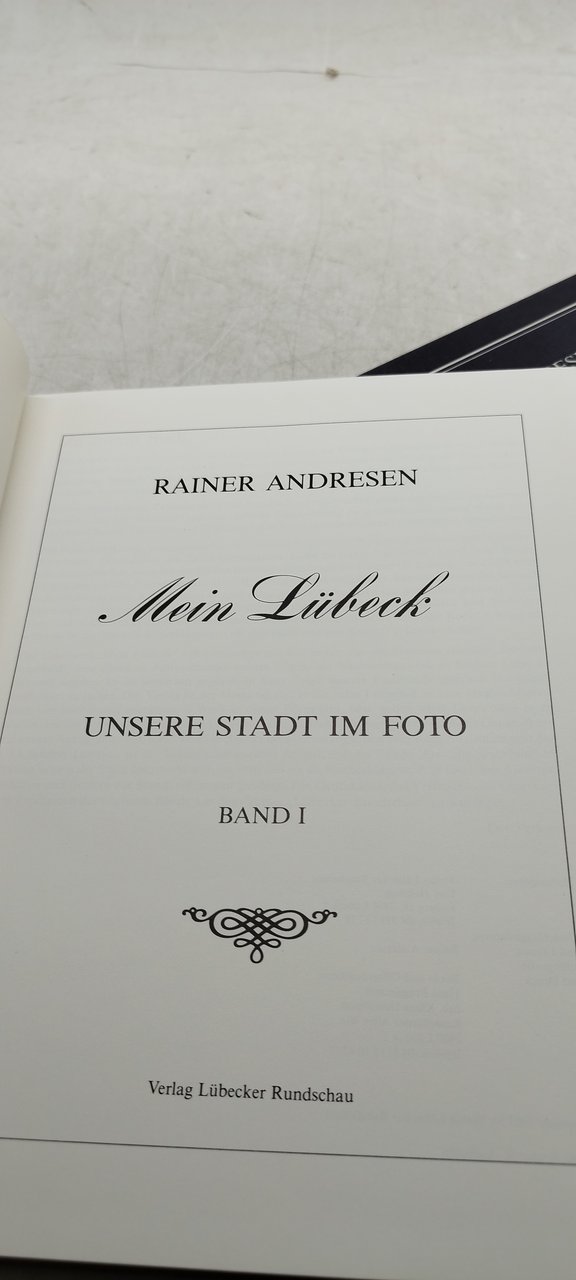 RAINER ANDRESEN
Mein Lübeck
UNSERE STADT IM FOTO
BAND I
Verlag Lübecker Rundschau